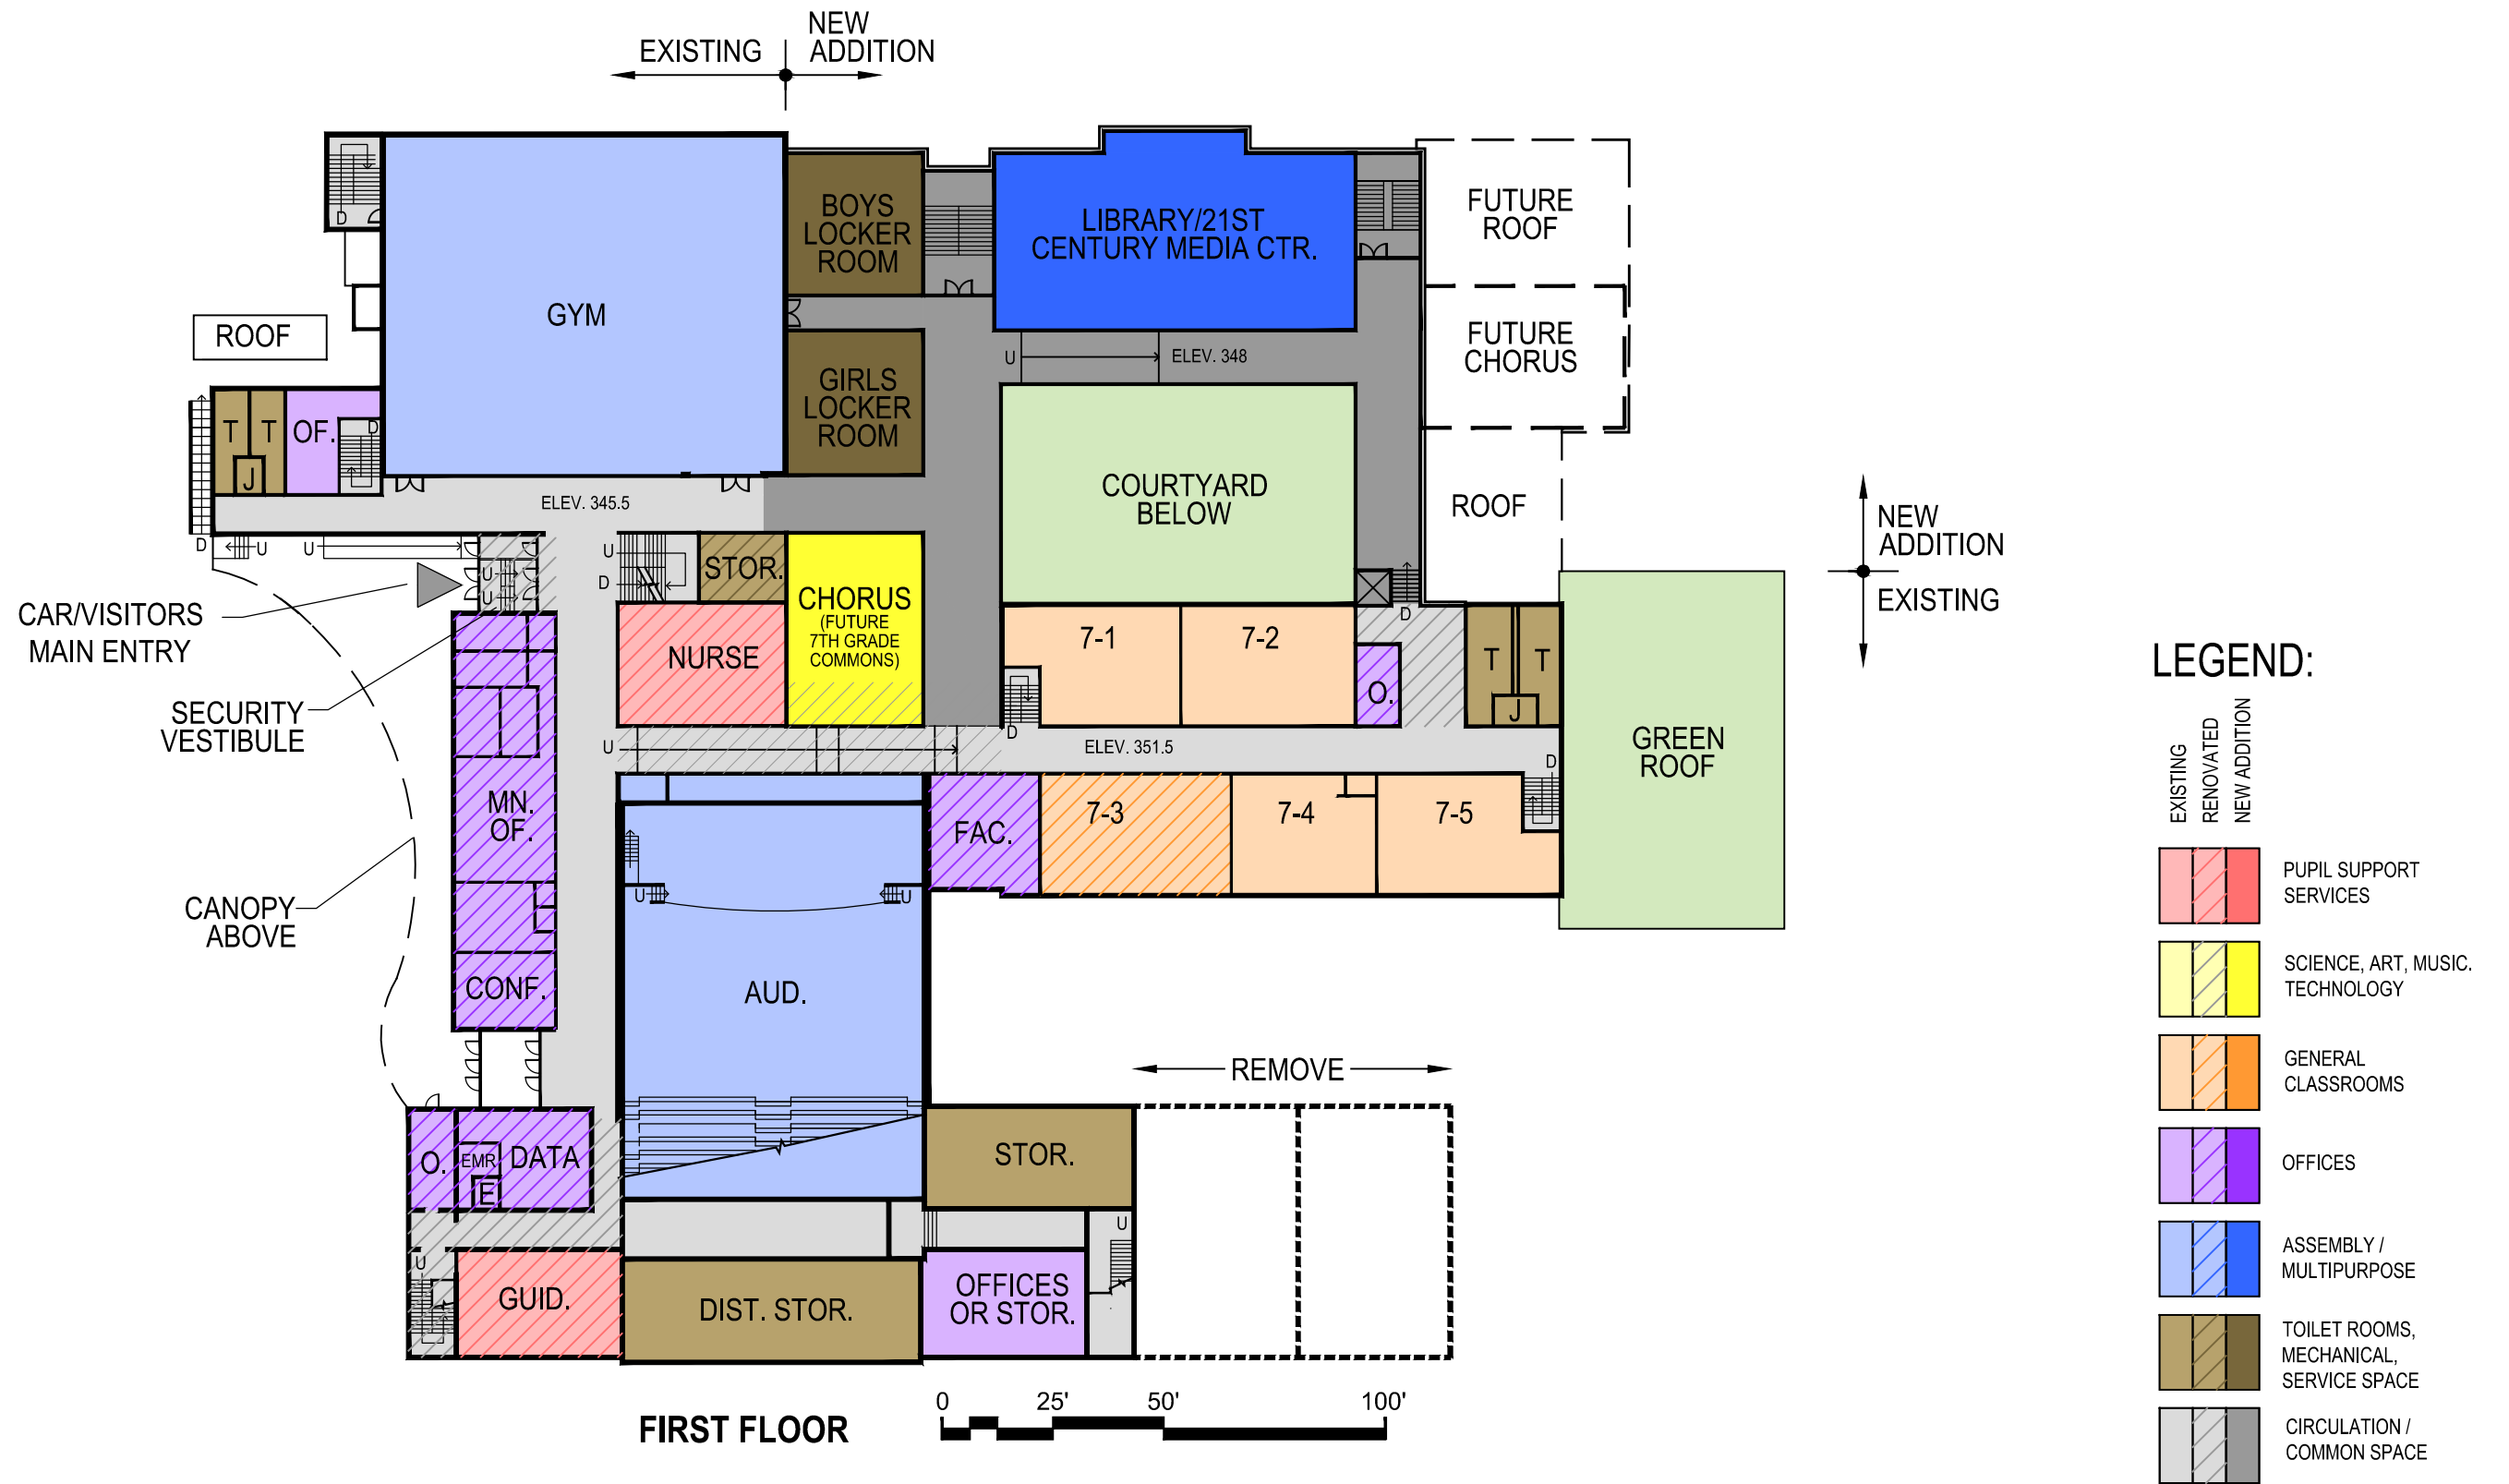 EXISTING
NEW
ADDITION
D
BOYS
LOCKER
ROOM
LIBRARY/21ST
CENTURY MEDIA CTR.
FUTURE
ROOF
GYM
ROOF
FUTURE
CHORUS
U
ELEV. 348
GIRLS
LOCKER
ROOM
T
T
OF.
D
J
ELEV. 345.5
COURTYARD
BELOW
ROOF
NEW
ADDITION
EXISTING
D
U
U
U
U
U
D
STOR.
CHORUS
(FUTURE
7TH GRADE
COMMONS)
NURSE
CAR/VISITORS
MAIN ENTRY
SECURITY
VESTIBULE
7-1
7-2
D
O.
T
T
J
GREEN
ROOF
U
D
ELEV. 351.5
D
MN.
OF.
FAC.
7-3
7-4
7-5
U
U
CANOPY
ABOVE
CONF.
AUD.
REMOVE
O.
EMR
E
DATA
STOR.
U
U
GUID.
DIST. STOR.
OFFICES
OR STOR.
FIRST FLOOR
0 25' 50' 100'
LEGEND:
EXISTING
RENOVATED
NEW ADDITION
PUPIL SUPPORT
SERVICES
SCIENCE, ART, MUSIC.
TECHNOLOGY
GENERAL
CLASSROOMS
OFFICES
ASSEMBLY /
MULTIPURPOSE
TOILET ROOMS,
MECHANICAL,
SERVICE SPACE
CIRCULATION /
COMMON SPACE